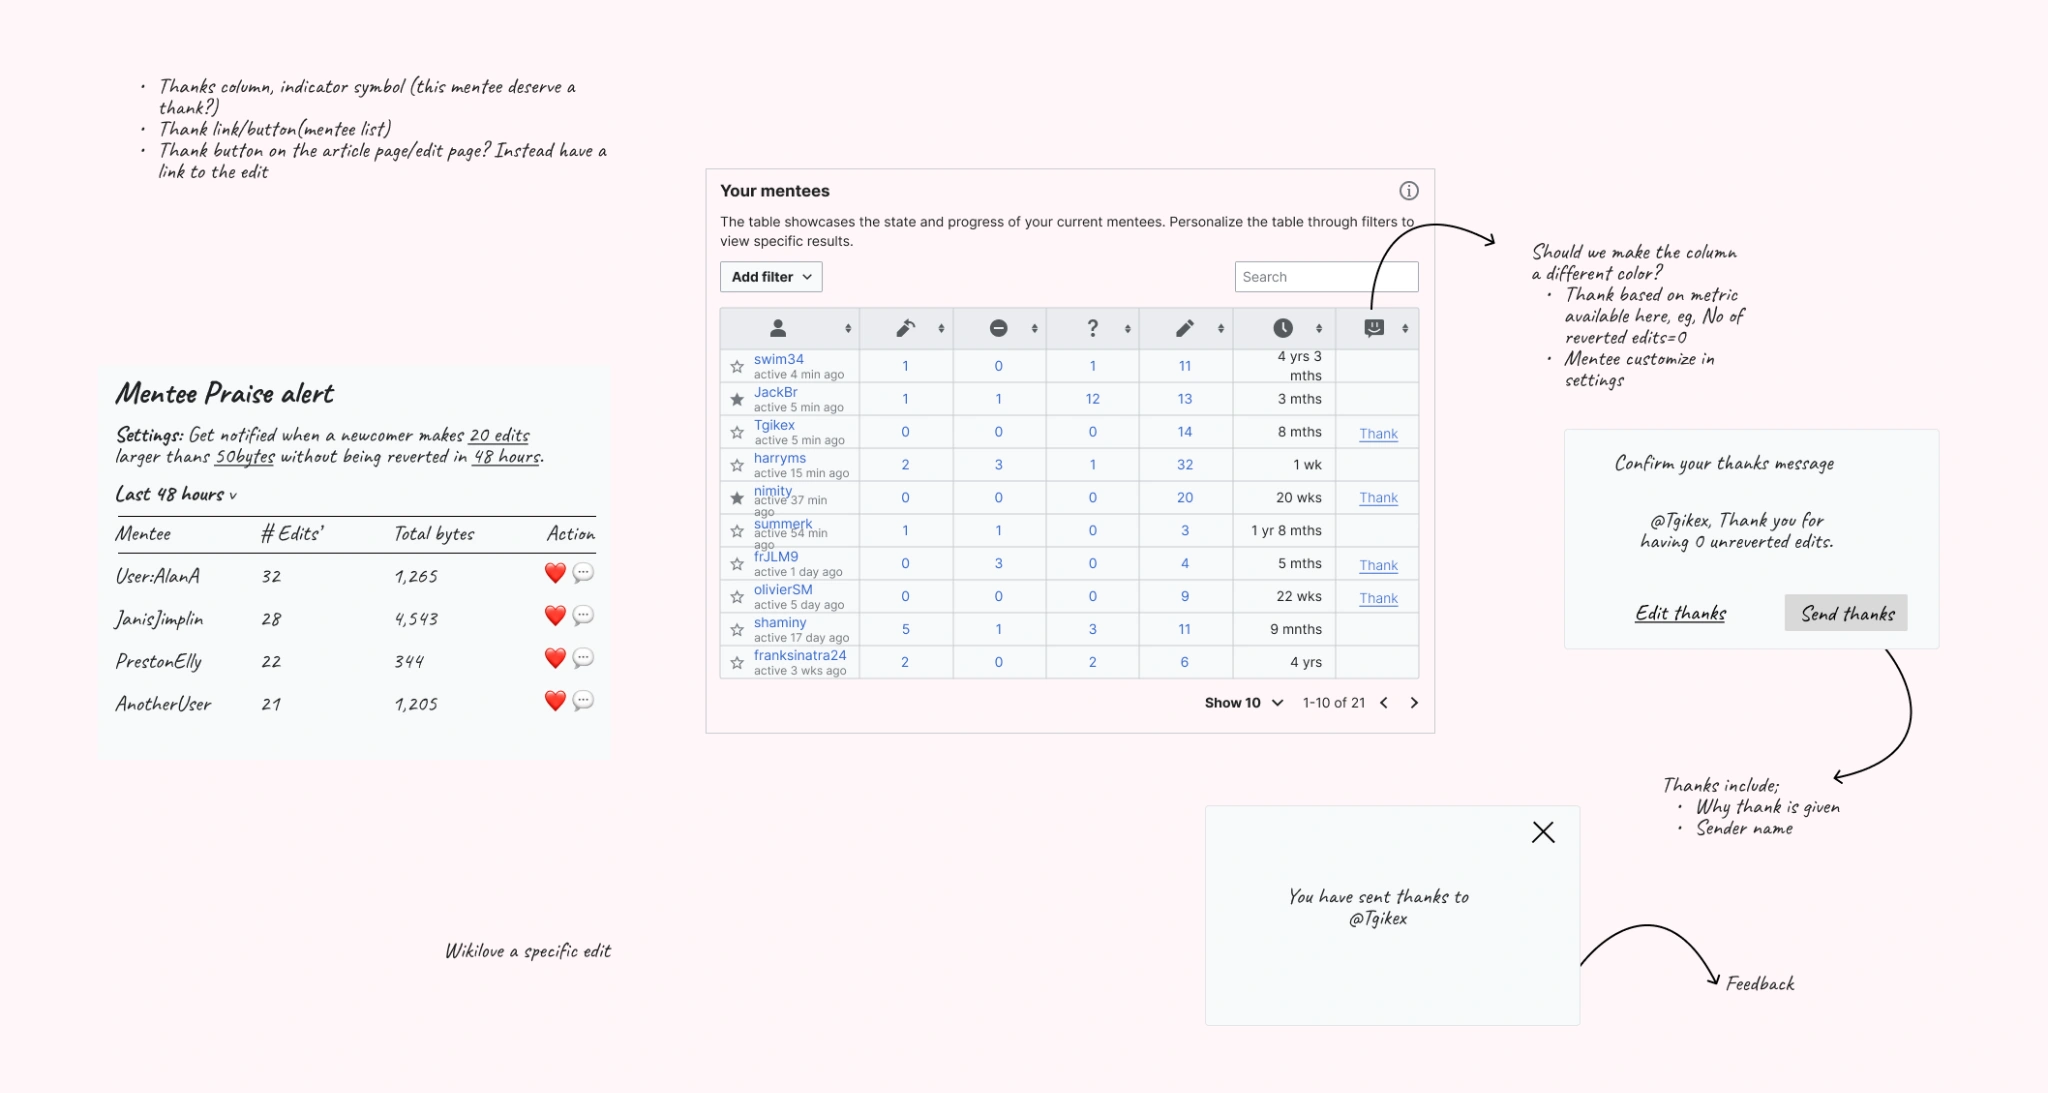 • Thanks column, indicator symbol (this mentee deserve a
thank?)
• Thank link/button(mentee list)
• Thank button on the article page/edit page? Instead have a
link to the edit
Mentee Praise alert
Settings: Get notified when a newcomer makes 20 edits
larger thans 50bytes without being reverted in 48 hours.
Last 48 hours v
Mentee # Edits' Total bytes Action
User:AlanA 32 1,265
JanisJimplin 28 4,543
PrestonElly 22 344
AnotherUser 21 1,205
Wikilove a specific edit
Your mentees
The table showcases the state and progress of your current mentees. Personalize the table through filters to
view specific results.
Add filter
Search
?
swim34 1 0 1 11 4 yrs 3
active 4 min ago mths
JackBr 1 1 12 13 3 mths
active 5 min ago
Tgikex 0 0 0 14 8 mths Thank
active 5 min ago
harryms 2 3 1 32 1 wk
active 15 min ago
nimity 0 0 0 20 20 wks Thank
active 37 min
ago
summerk 1 1 0 3 1 yr 8 mths
active 54 min
ago
frJLM9 0 3 0 4 5 mths Thank
active 1 day ago
olivierSM 0 0 0 9 22 wks Thank
active 5 day ago
shaminy 5 1 3 11 9 mnths
active 17 day ago
franksinatra24 2 0 2 6 4 yrs
active 3 wks ago
Show 10 1-10 of 21
Should we make the column
a different color?
• Thank based on metric
available here, eg, No of
reverted edits=0
• Mentee customize in
settings
Confirm your thanks message
@Tgikex, Thank you for
having 0 unreverted edits.
Edit thanks Send thanks
Thanks include;
• Why thank is given
• Sender name
You have sent thanks to
@Tgikex
Feedback